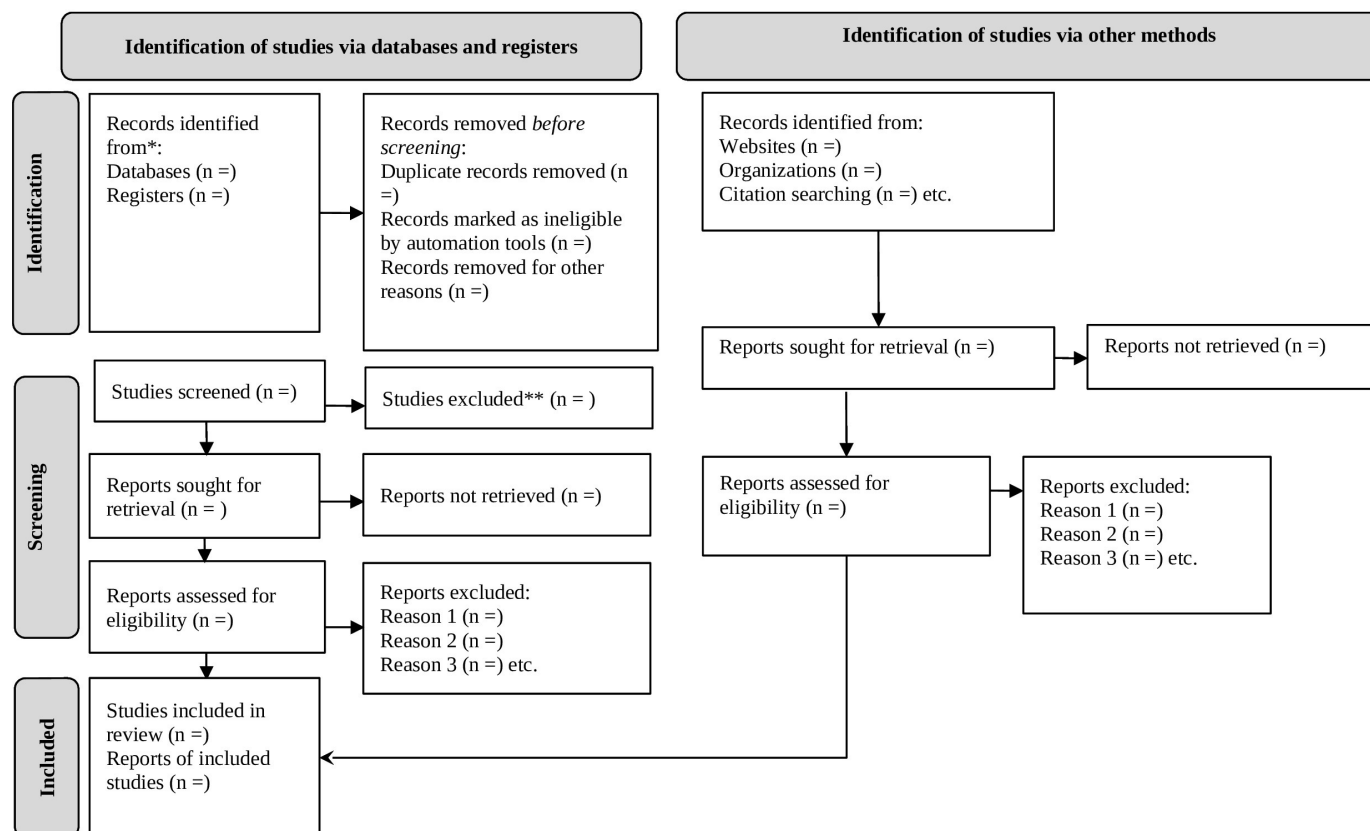 Identification of studies via databases and registers
Identification of studies via other methods
Identification
Records identified
from*:
Databases (n =)
Registers (n =)
Records removed before
screening:
Duplicate records removed (n
=)
Records marked as ineligible
by automation tools (n =)
Records removed for other
reasons (n =)
Records identified from:
Websites (n =)
Organizations (n =)
Citation searching (n =) etc.
Reports sought for retrieval (n =)
Reports not retrieved (n =)
Screening
Studies screened (n =)
Studies excluded** (n = )
Reports sought for
retrieval (n = )
Reports not retrieved (n =)
Reports assessed for
eligibility (n =)
Reports excluded:
Reason 1 (n =)
Reason 2 (n =)
Reason 3 (n =) etc.
Reports assessed for
eligibility (n =)
Reports excluded:
Reason 1 (n =)
Reason 2 (n =)
Reason 3 (n =) etc.
Included
Studies included in
review (n =)
Reports of included
studies (n =)